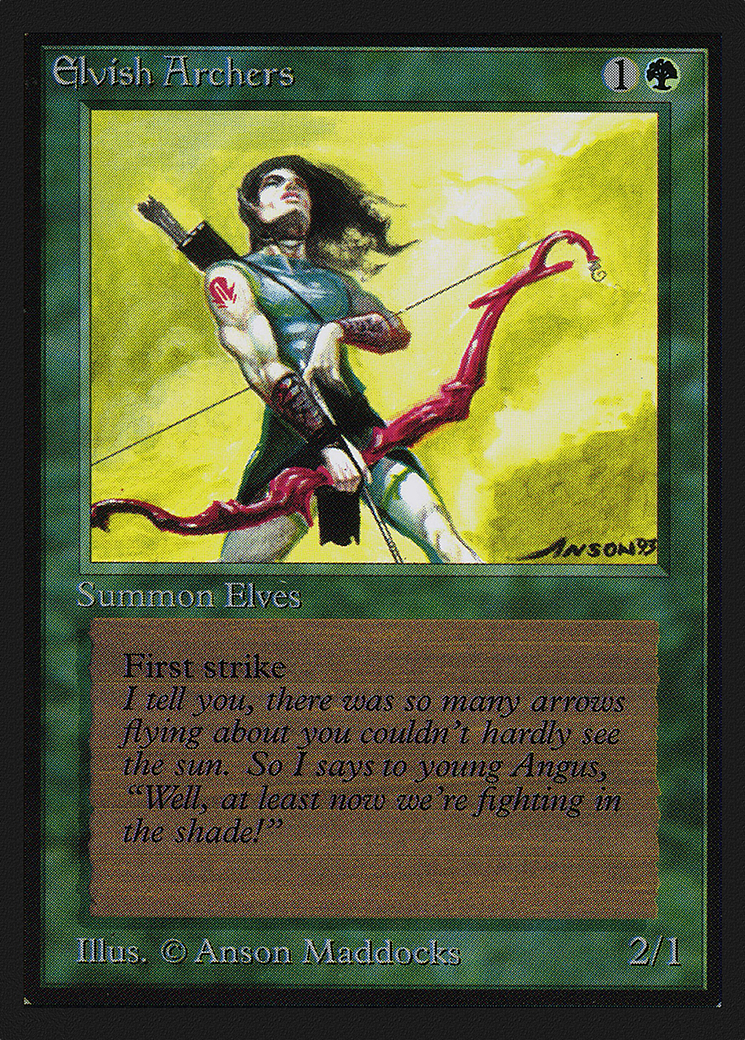 Elvish Archers 1
ANSON 93
Summon Elves
First strike
I tell you, there was so many arrows
flying about you couldn't hardly see
the sun. So I says to young Angus,
“Well, at least now we're fighting in
the shade!”
Illus. © Anson Maddocks 2/1